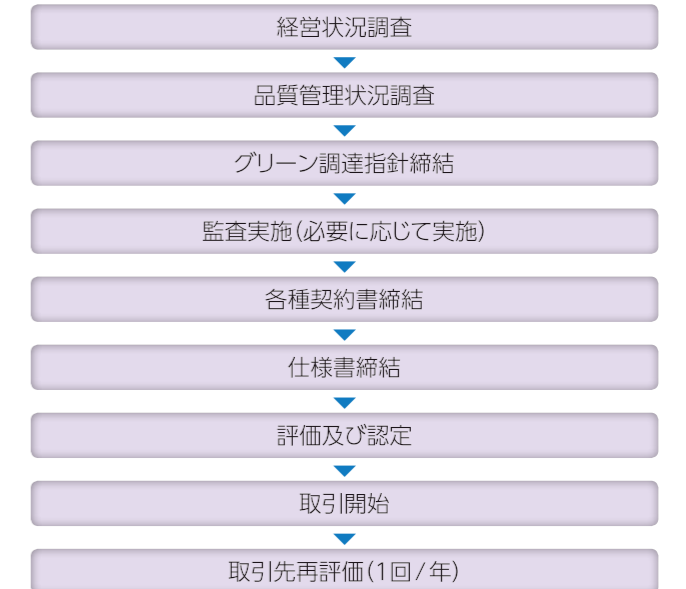 経営状況調査
品質管理状況調査
グリーン調達指針締結
監査実施(必要に応じて実施)
各種契約書締結
仕様書締結
評価及び認定
取引開始
取引先再評価(1回/年)